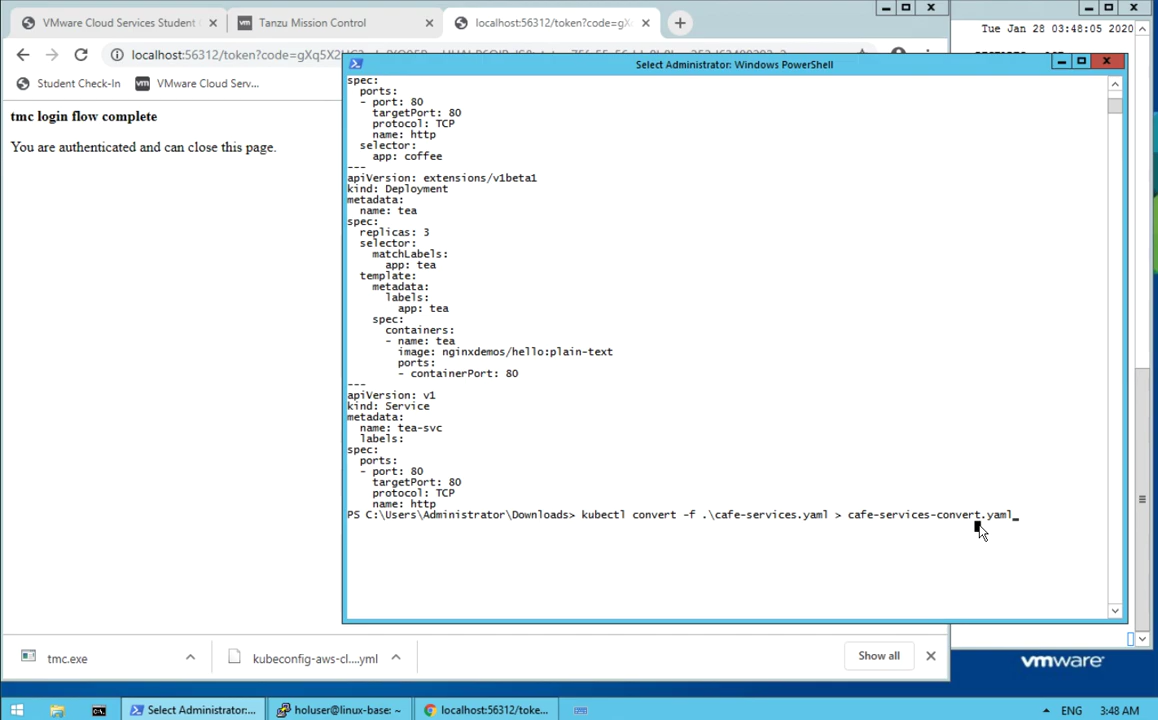 VMware Cloud Services Student
Tanzu Mission Control
localhost:56312/token?code=gX
Tue Jan 28 03:48:05 2020
Student Check-In
VMware Cloud Serv...
tmc login flow complete
You are authenticated and can close this page.
Select Administrator: Windows PowerShell
spec:
ports:
- port: 80
targetPort: 80
protocol: TCP
name: http
selector:
app: coffee
---
apiVersion: extensions/v1beta1
kind: Deployment
metadata:
name: tea
spec:
replicas: 3
selector:
matchLabels:
app: tea
template:
metadata:
labels:
app: tea
spec:
containers:
- name: tea
image: nginxdemos/hello:plain-text
ports:
- containerPort: 80
---
apiVersion: v1
kind: Service
metadata:
name: tea-svc
labels:
spec:
ports:
- port: 80
targetPort: 80
protocol: TCP
name: http
PS C:\Users\Administrator\Downloads> kubectl convert -f .\cafe-services.yaml > cafe-services-convert.yaml
tmc.exe
kubeconfig-aws-cl....yml
Show all
vmware
Select Administrator:...
holuser@linux-base: ~
localhost:56312/toke...
ENG
3:48 AM